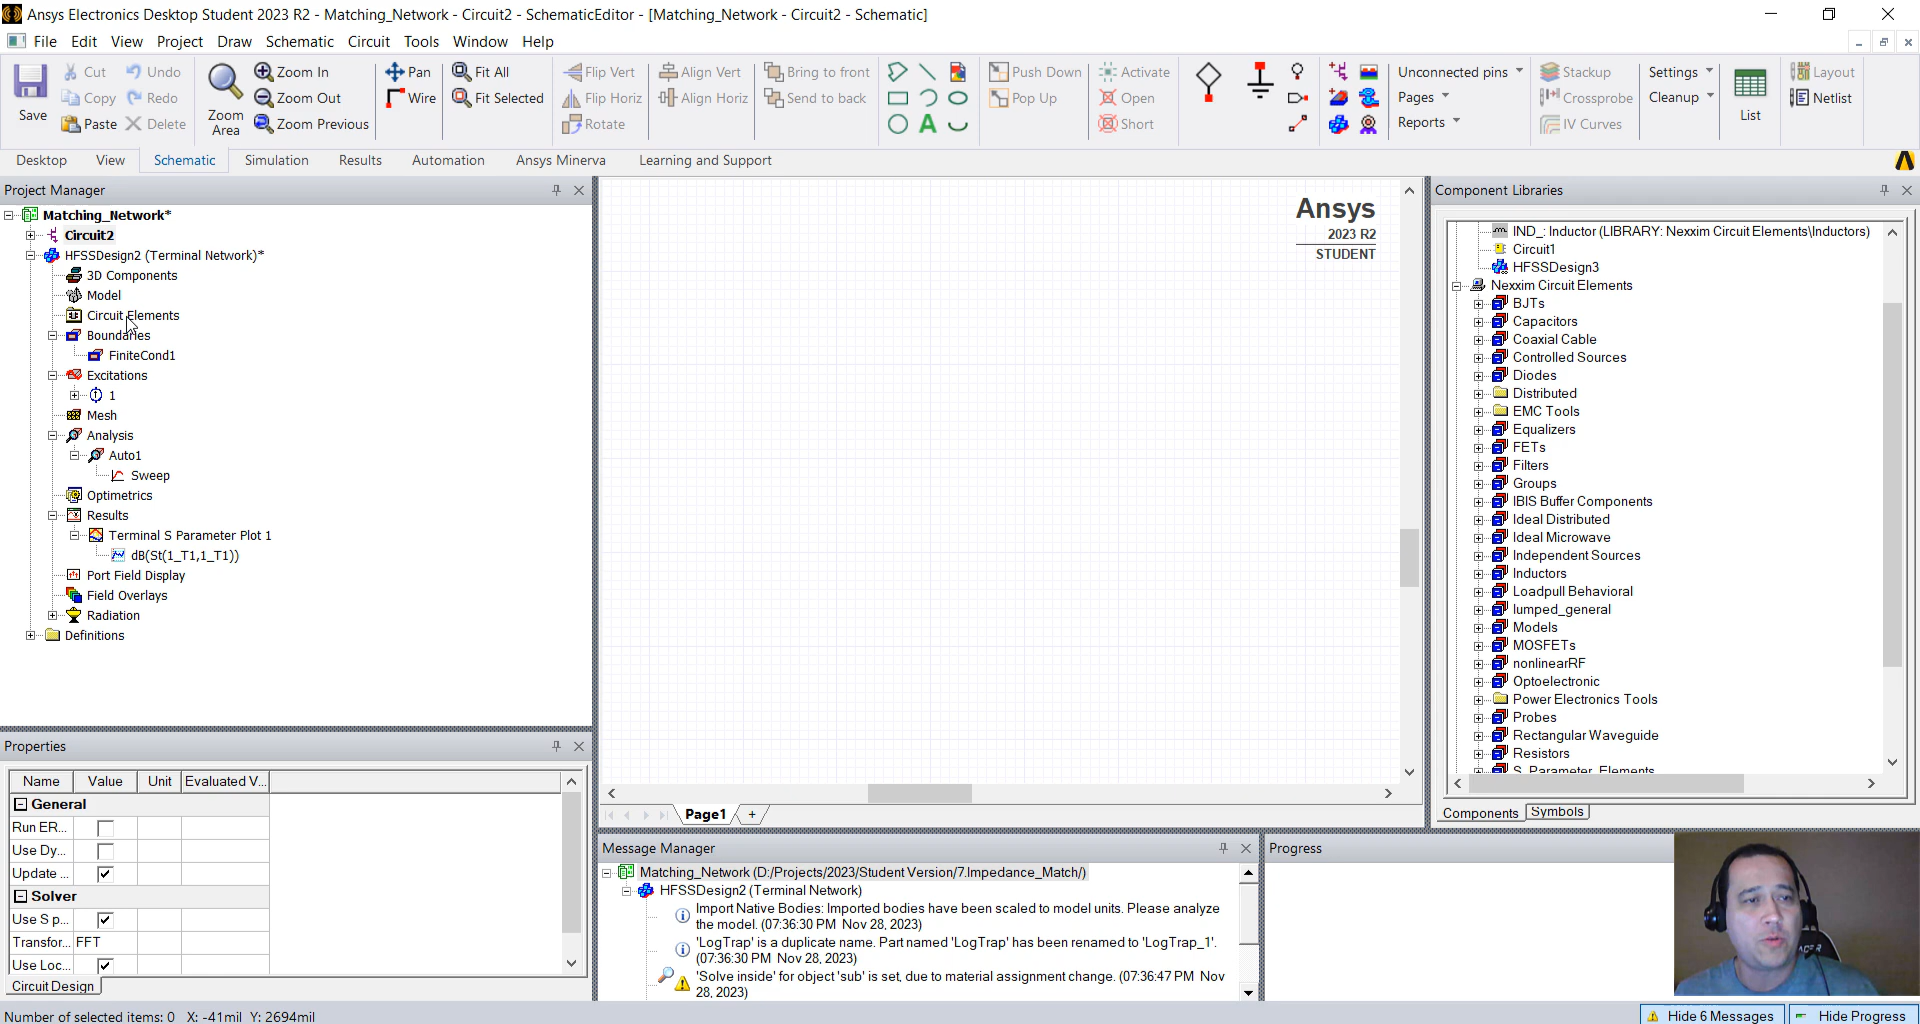 Ansys Electronics Desktop Student 2023 R2 - Matching_Network - Circuit2 - SchematicEditor - [Matching_Network - Circuit2 - Schematic]
File Edit View Project Draw Schematic Circuit Tools Window Help
Save
Cut Undo
Copy Redo
Paste Delete
Zoom Area
Zoom In
Zoom Out
Zoom Previous
Pan
Wire
Fit All
Fit Selected
Flip Vert
Flip Horiz
Rotate
Align Vert
Align Horiz
Bring to front
Send to back
Push Down
Pop Up
Activate
Open
Short
Unconnected pins
Pages
Reports
Stackup
Crossprobe
IV Curves
Settings
Cleanup
List
Layout
Netlist
Desktop View Schematic Simulation Results Automation Ansys Minerva Learning and Support
Project Manager
Matching_Network*
Circuit2
HFSSDesign2 (Terminal Network)*
3D Components
Model
Circuit Elements
Boundaries
FiniteCond1
Excitations
1
Mesh
Analysis
Auto1
Sweep
Optimetrics
Results
Terminal S Parameter Plot 1
dB(St(1_T1,1_T1))
Port Field Display
Field Overlays
Radiation
Definitions
Properties
Name Value Unit Evaluated V...
General
Run ER...
Use Dy...
Update ...
Solver
Use S p...
Transfor... FFT
Use Loc...
Circuit Design
Ansys
2023 R2
STUDENT
Page1 +
Message Manager
Matching_Network (D:/Projects/2023/Student Version/7.Impedance_Match/)
HFSSDesign2 (Terminal Network)
Import Native Bodies: Imported bodies have been scaled to model units. Please analyze
the model. (07:36:30 PM Nov 28, 2023)
'LogTrap' is a duplicate name. Part named 'LogTrap' has been renamed to 'LogTrap_1'.
(07:36:30 PM Nov 28, 2023)
'Solve inside' for object 'sub' is set, due to material assignment change. (07:36:47 PM Nov
28, 2023)
Progress
Component Libraries
IND_: Inductor (LIBRARY: Nexxim Circuit Elements\Inductors)
Circuit1
HFSSDesign3
Nexxim Circuit Elements
BJTs
Capacitors
Coaxial Cable
Controlled Sources
Diodes
Distributed
EMC Tools
Equalizers
FETs
Filters
Groups
IBIS Buffer Components
Ideal Distributed
Ideal Microwave
Independent Sources
Inductors
Loadpull Behavioral
lumped_general
Models
MOSFETs
nonlinearRF
Optoelectronic
Power Electronics Tools
Probes
Rectangular Waveguide
Resistors
S_Parameter_Elements
Components Symbols
Number of selected items: 0 X: -41mil Y: 2694mil
Hide 6 Messages Hide Progress